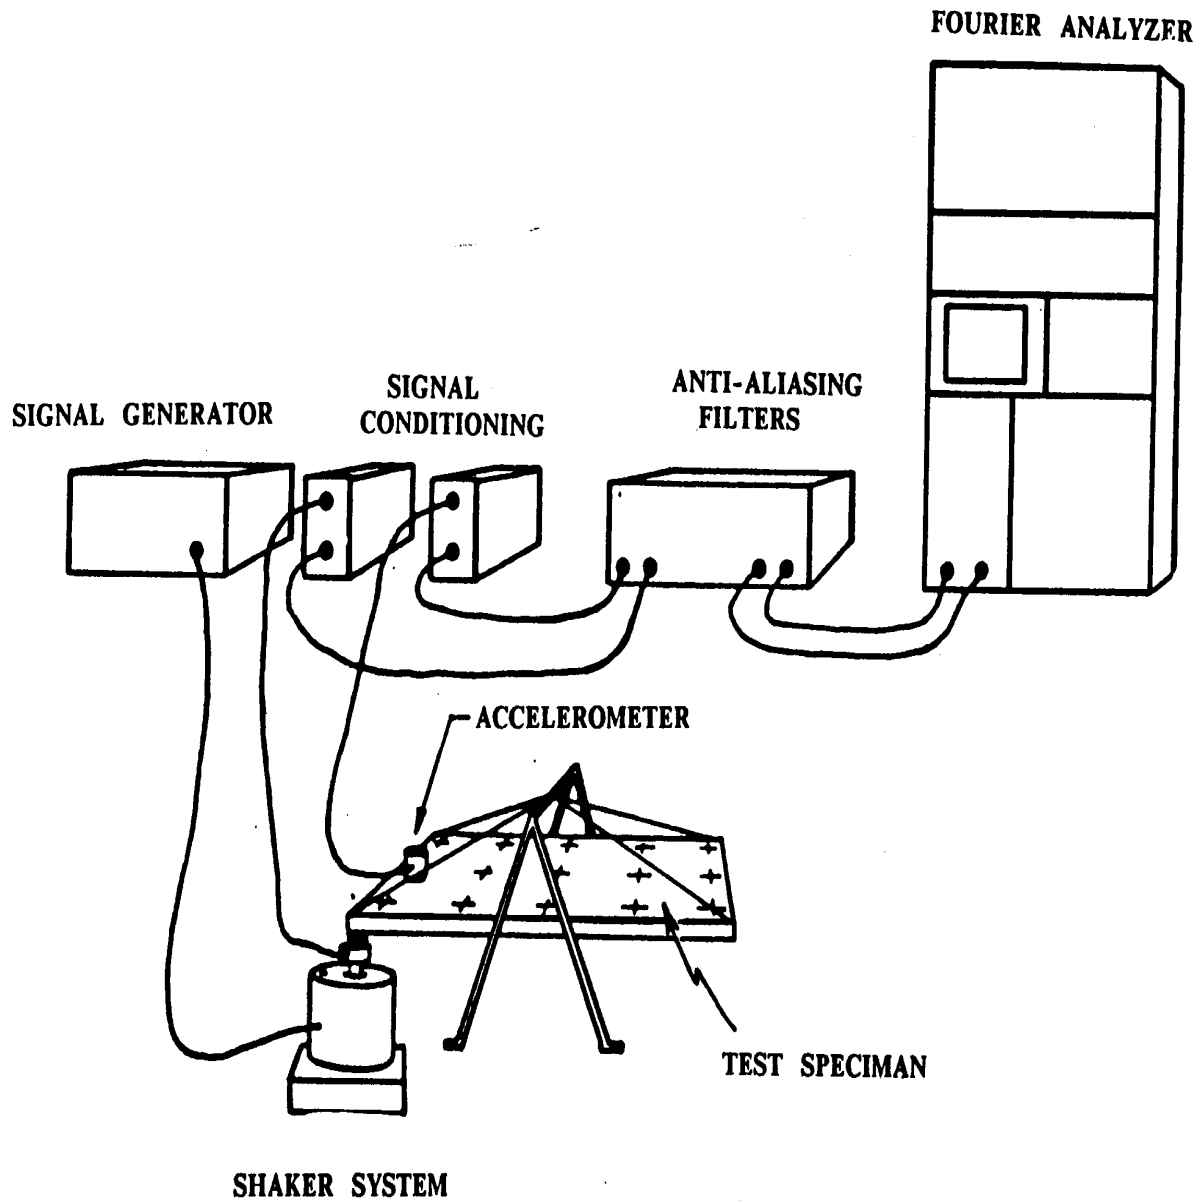 FOURIER ANALYZER
SIGNAL GENERATOR
SIGNAL
CONDITIONING
ANTI-ALIASING
FILTERS
ACCELEROMETER
TEST SPECIMAN
SHAKER SYSTEM